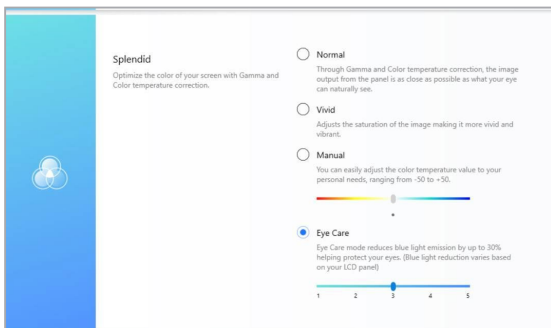 Splendid
Optimize the color of your screen with Gamma and
Color temperature correction.
Normal
Through Gamma and Color temperature correction, the image
output from the panel is as close as possible as what your eye
can naturally see.
Vivid
Adjusts the saturation of the image making it more vivid and
vibrant.
Manual
You can easily adjust the color temperature value to your
personal needs, ranging from -50 to +50.
Eye Care
Eye Care mode reduces blue light emission by up to 30%
helping protect your eyes. (Blue light reduction varies based
on your LCD panel)
1 2 3 4 5